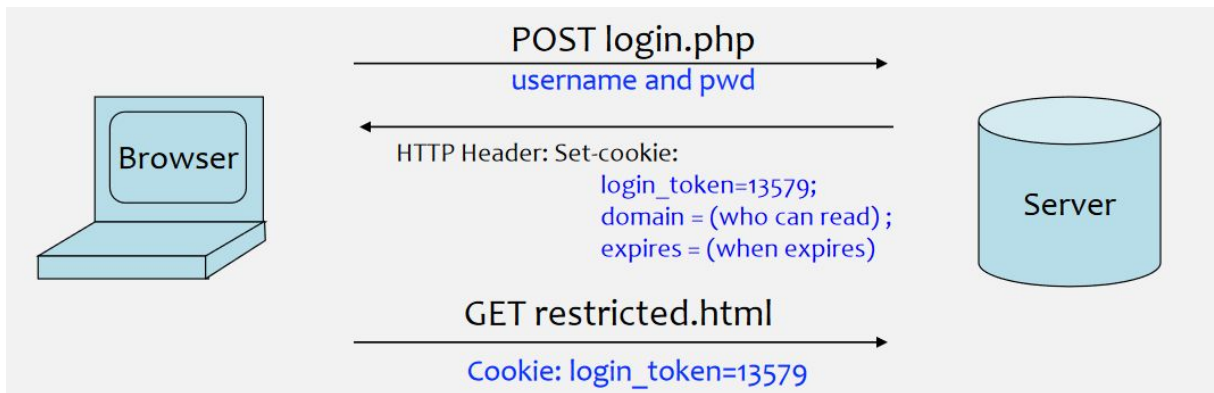 POST login.php
username and pwd
Browser
HTTP Header: Set-cookie:
login_token=13579;
domain = (who can read) ;
expires = (when expires)
Server
GET restricted.html
Cookie: login_token=13579